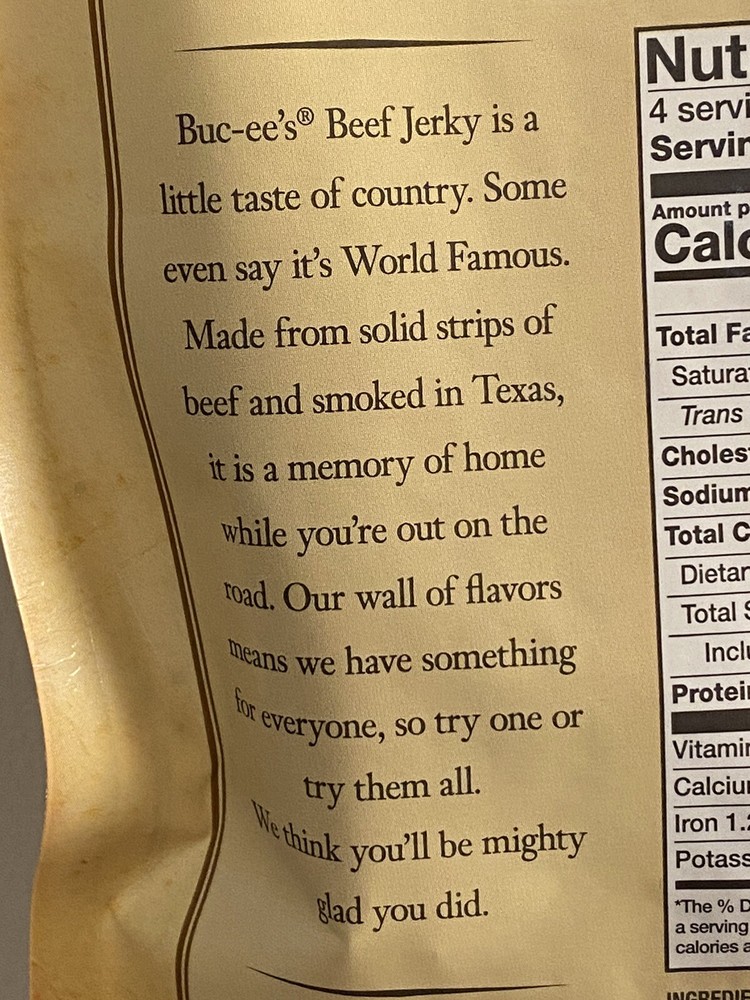 Buc-ee's® Beef Jerky is a
little taste of country. Some
even say it's World Famous.
Made from solid strips of
beef and smoked in Texas,
it is a memory of home
while you're out on the
road. Our wall of flavors
means we have something
for everyone, so try one or
try them all.
We think you'll be mighty
glad you did.
Nut
4 servi
Servin
Amount p
Calo
Total Fa
Satura
Trans
Choles
Sodium
Total C
Dietar
Total S
Inclu
Protein
Vitamin
Calcium
Iron 1.
Potass
*The % D
a serving
calories a
INGREDIE